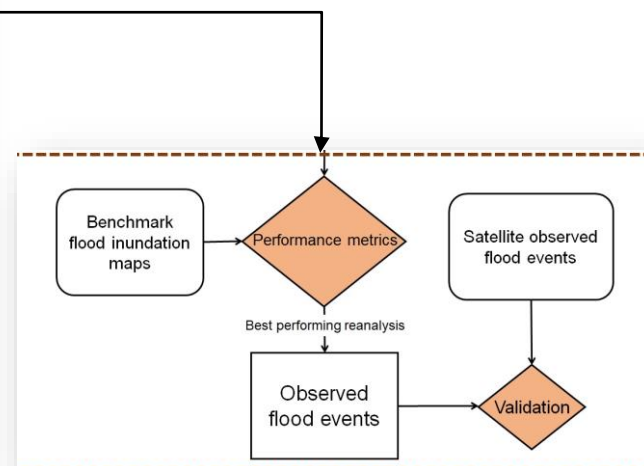 Benchmark
flood inundation
maps
Performance metrics
Satellite observed
flood events
Best performing reanalysis
Observed
flood events
Validation